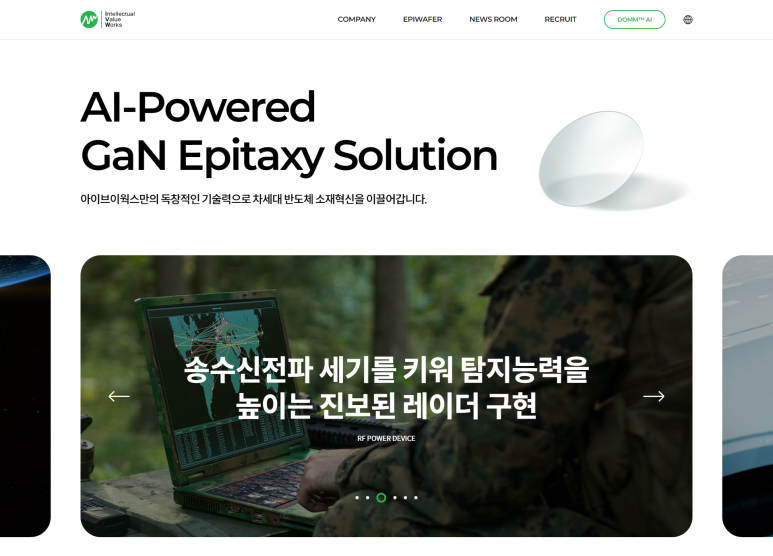 Intellectual
Value
Works
COMPANY EPIWAFER NEWS ROOM RECRUIT DOMM™ AI
AI-Powered
GaN Epitaxy Solution
아이브이웍스만의 독창적인 기술력으로 차세대 반도체 소재혁신을 이끌어갑니다.
송수신전파 세기를 키워 탐지능력을
높이는 진보된 레이더 구현
RF POWER DEVICE